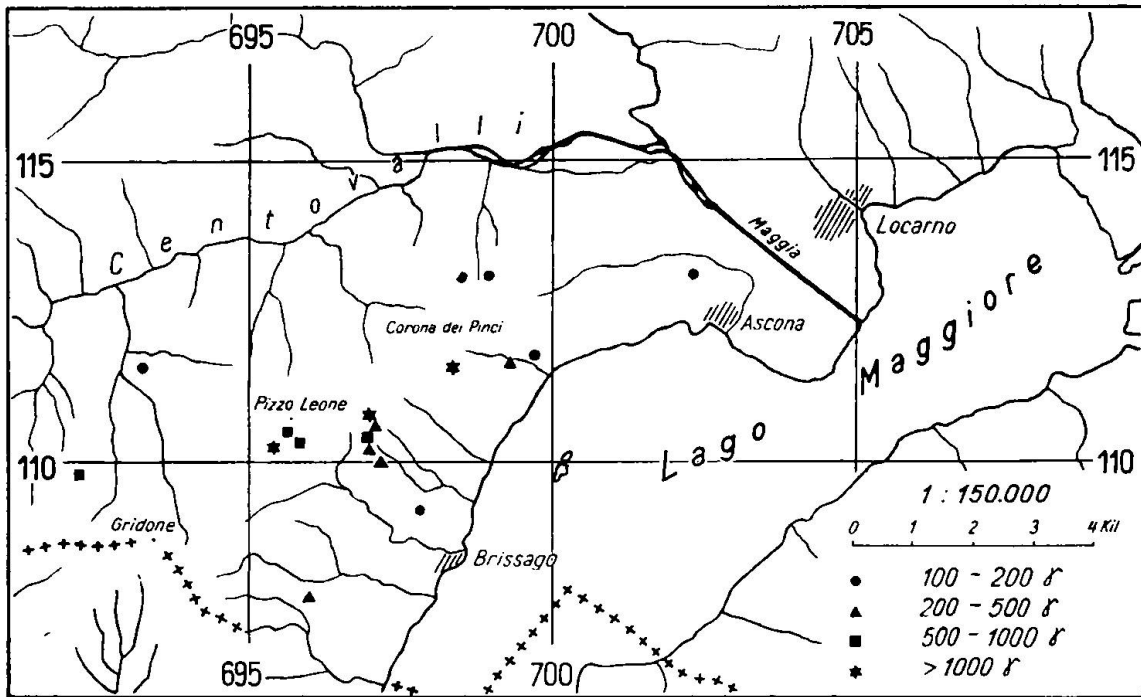 695 700 705
115 115
Centovalli
Maggia
Locarno
Ascona
Corona dei Pinci
Maggiore
Pizzo Leone
Lago
110 110
Gridone
Brissago
1 : 150.000
0 1 2 3 4 Kil
100 - 200 γ
200 - 500 γ
500 - 1000 γ
> 1000 γ
695 700